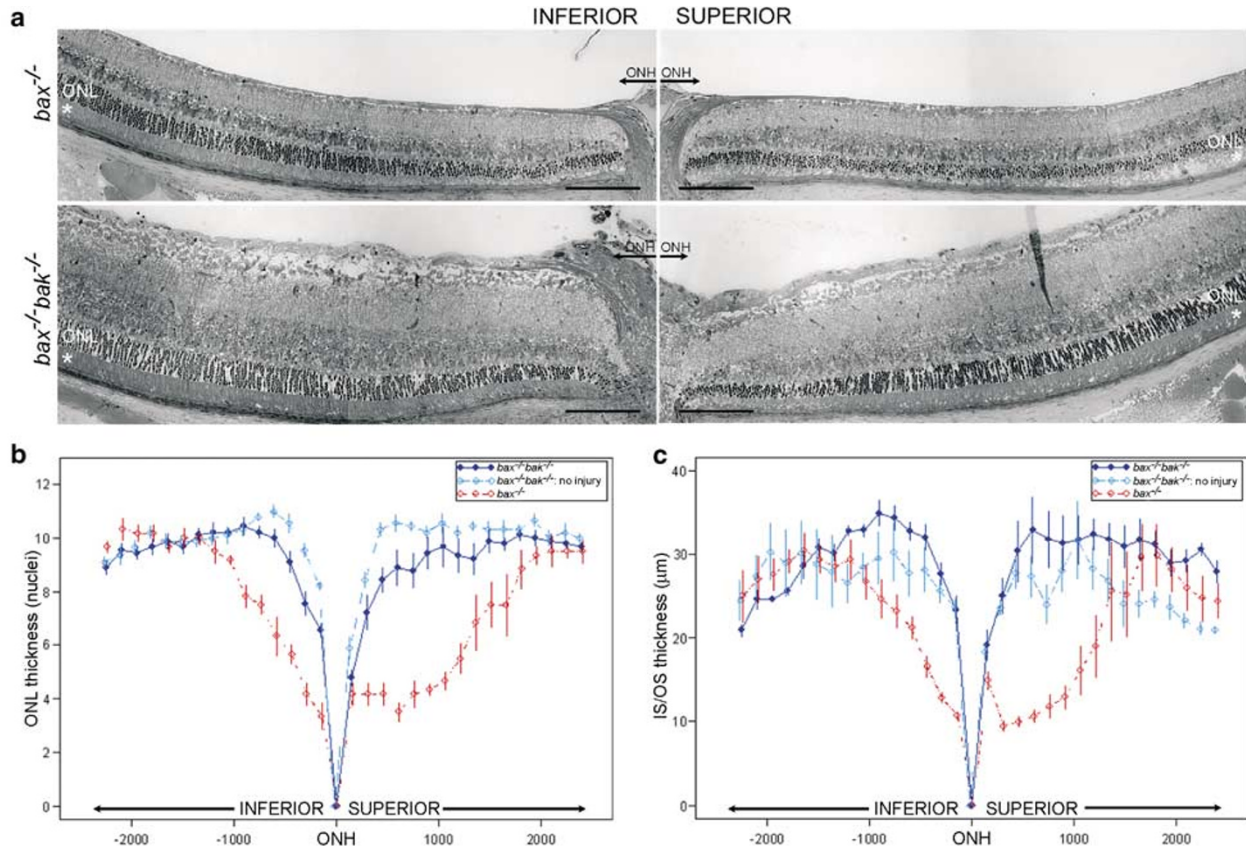 a
INFERIOR SUPERIOR
bax⁻/⁻
ONL
*
ONH ONH
ONL
*
bax⁻/⁻bak⁻/⁻
ONL
*
ONH ONH
ONL
*
b
bax⁻/⁻bak⁻/⁻
bax⁻/⁻bak⁻/⁻: no injury
bax⁻/⁻
ONL thickness (nuclei)
12
10
8
6
4
2
0
INFERIOR SUPERIOR
-2000 -1000 ONH 1000 2000
c
bax⁻/⁻bak⁻/⁻
bax⁻/⁻bak⁻/⁻: no injury
bax⁻/⁻
IS/OS thickness (μm)
40
30
20
10
0
INFERIOR SUPERIOR
-2000 -1000 ONH 1000 2000